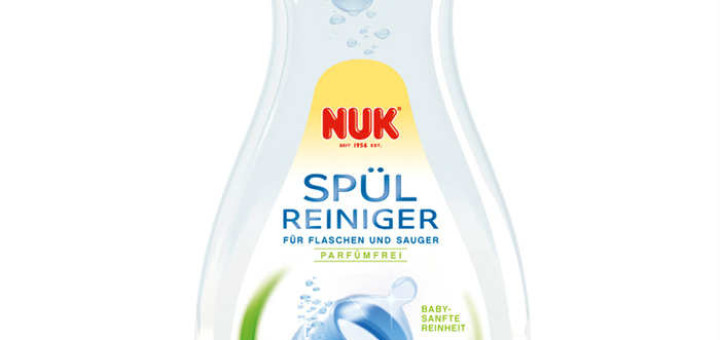 NUK®
SEIT 1956 EST.
SPÜL
REINIGER
FÜR FLASCHEN UND SAUGER
PARFÜMFREI
BABY-
SANFTE
REINHEIT